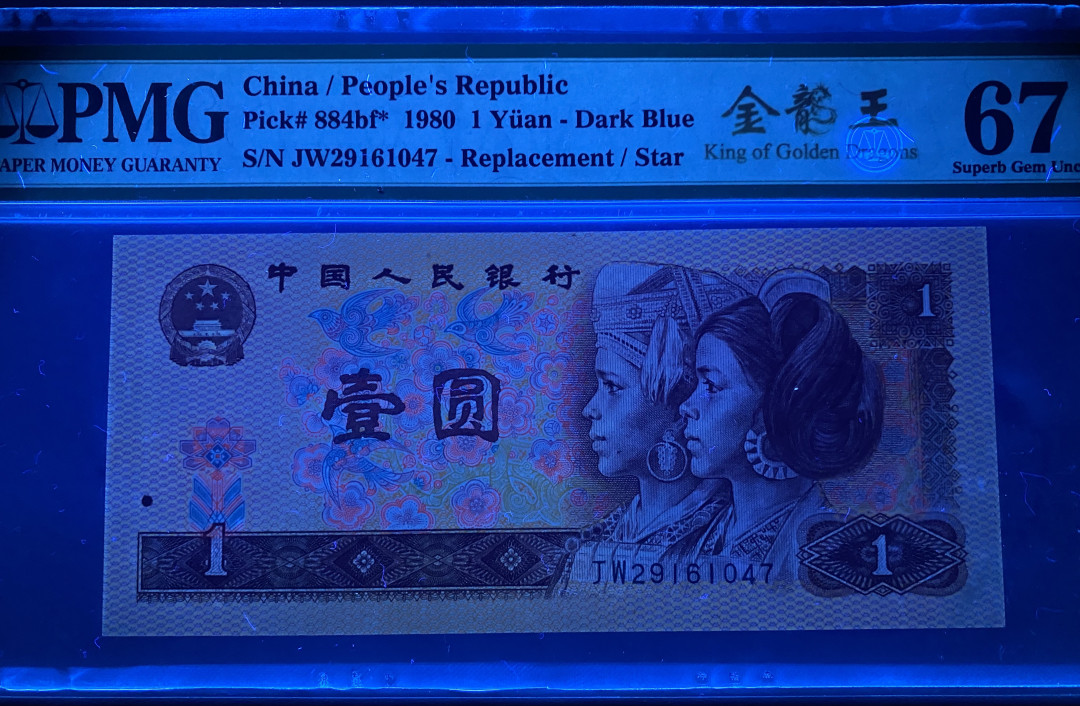 PMG
APER MONEY GUARANTY
China / People's Republic
Pick# 884bf* 1980 1 Yüan - Dark Blue
S/N JW29161047 - Replacement / Star
金龍王
King of Golden Dragons
67
Superb Gem Unc
中国人民银行
1
壹圆
1
JW29161047
1